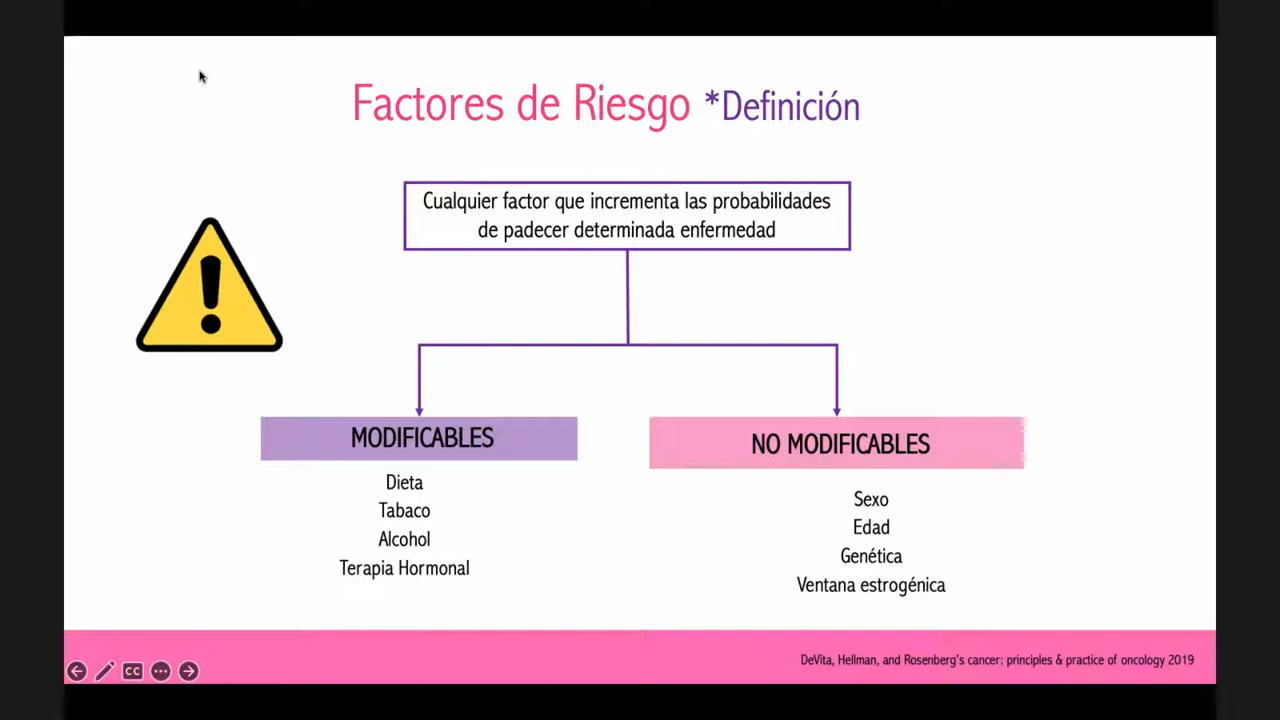 Factores de Riesgo *Definición
Cualquier factor que incrementa las probabilidades
de padecer determinada enfermedad
MODIFICABLES
Dieta
Tabaco
Alcohol
Terapia Hormonal
NO MODIFICABLES
Sexo
Edad
Genética
Ventana estrogénica
DeVita, Hellman, and Rosenberg's cancer: principles & practice of oncology 2019
CC